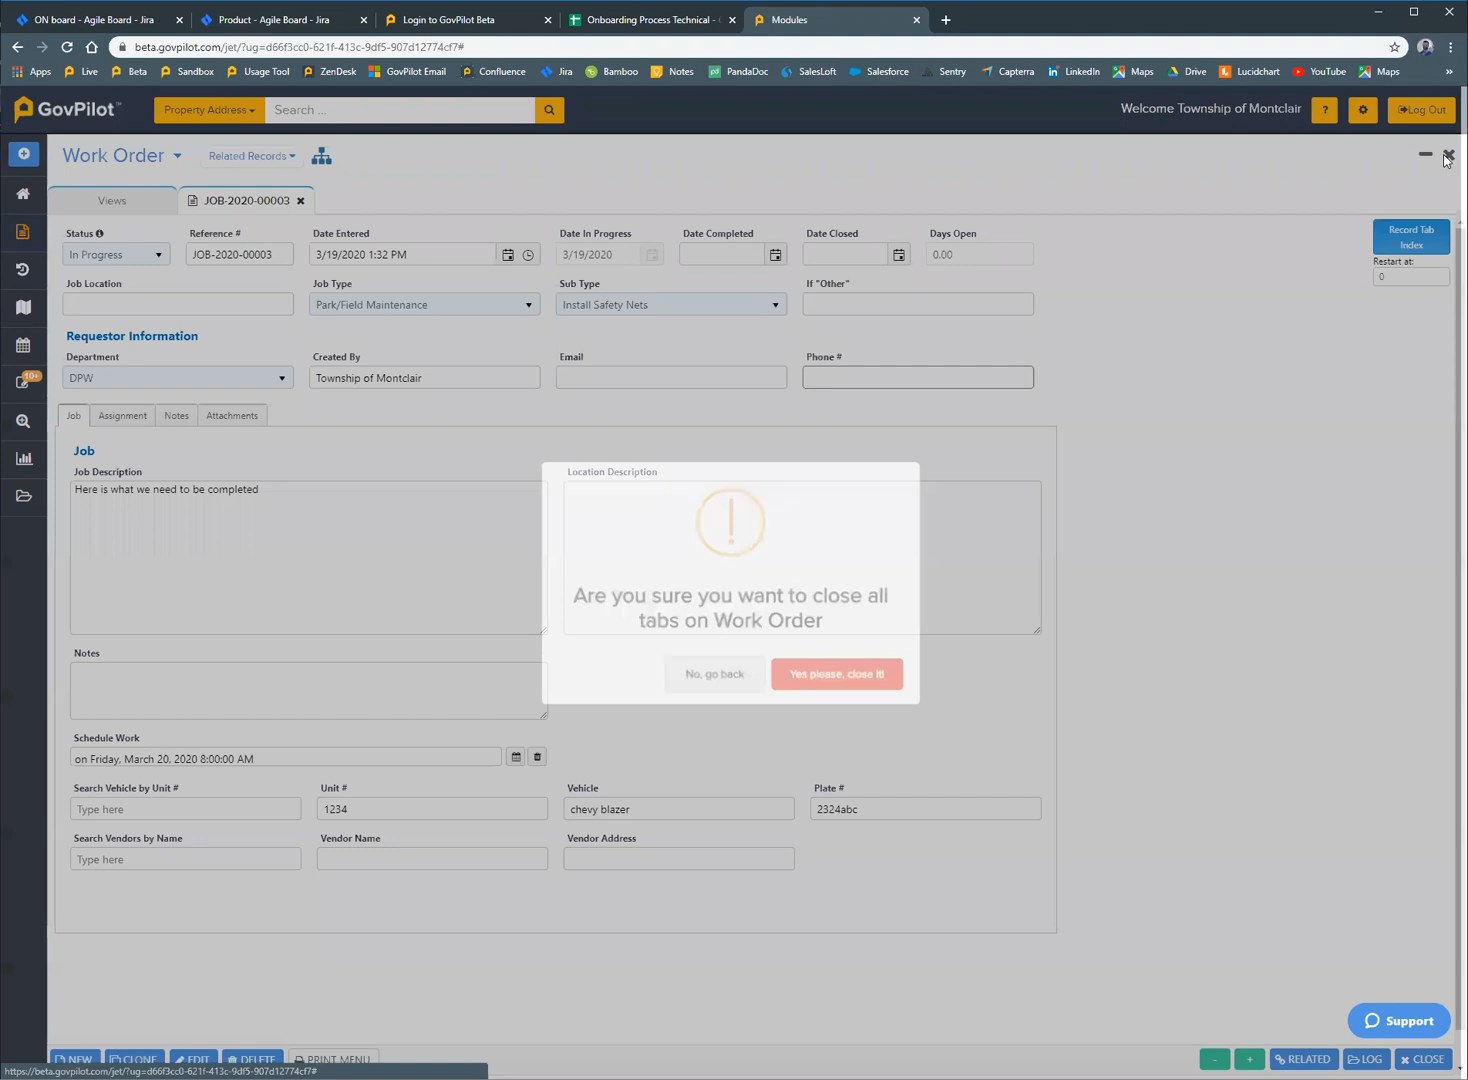 ON board - Agile Board - Jira
Product - Agile Board - Jira
Login to GovPilot Beta
Onboarding Process Technical -
Modules
beta.govpilot.com/jet/?ug=d66f3cc0-621f-413c-9df5-907d12774cf7#
Apps Live Beta Sandbox Usage Tool ZenDesk GovPilot Email Confluence Jira Bamboo Notes PandaDoc SalesLoft Salesforce Sentry Capterra LinkedIn Maps Drive Lucidchart YouTube Maps »
GovPilot Property Address Search ... Welcome Township of Montclair ? Log Out
Work Order Related Records
Views JOB-2020-00003
Status Reference # Date Entered Date In Progress Date Completed Date Closed Days Open
In Progress JOB-2020-00003 3/19/2020 1:32 PM 3/19/2020 0.00
Record Tab
Index
Restart at:
0
Job Location Job Type Sub Type If "Other"
Park/Field Maintenance Install Safety Nets
Requestor Information
Department Created By Email Phone #
DPW Township of Montclair
10+
Job Assignment Notes Attachments
Job
Job Description Location Description
Here is what we need to be completed
Are you sure you want to close all
tabs on Work Order
No, go back Yes please, close it!
Notes
Schedule Work
on Friday, March 20, 2020 8:00:00 AM
Search Vehicle by Unit # Unit # Vehicle Plate #
Type here 1234 chevy blazer 2324abc
Search Vendors by Name Vendor Name Vendor Address
Type here
Support
NEW CLONE EDIT DELETE PRINT MENU - + RELATED LOG CLOSE
https://beta.govpilot.com/jet/?ug=d66f3cc0-621f-413c-9df5-907d12774cf7#